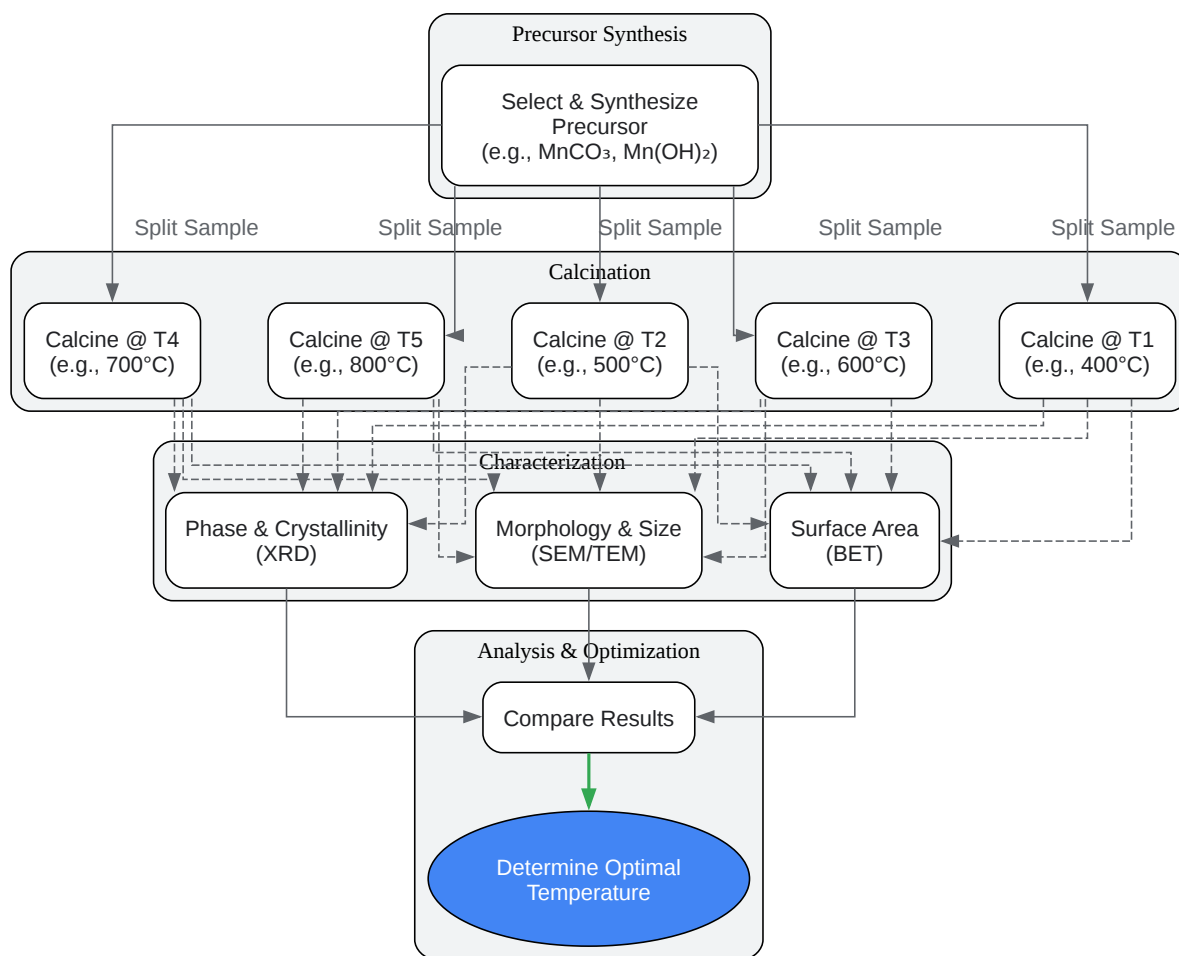 Precursor Synthesis
Select & Synthesize
Precursor
(e.g., MnCO₃, Mn(OH)₂)
Split Sample
Split Sample
Split Sample
Split Sample
Split Sample
Calcination
Calcine @ T4
(e.g., 700°C)
Calcine @ T5
(e.g., 800°C)
Calcine @ T2
(e.g., 500°C)
Calcine @ T3
(e.g., 600°C)
Calcine @ T1
(e.g., 400°C)
Characterization
Phase & Crystallinity
(XRD)
Morphology & Size
(SEM/TEM)
Surface Area
(BET)
Analysis & Optimization
Compare Results
Determine Optimal
Temperature